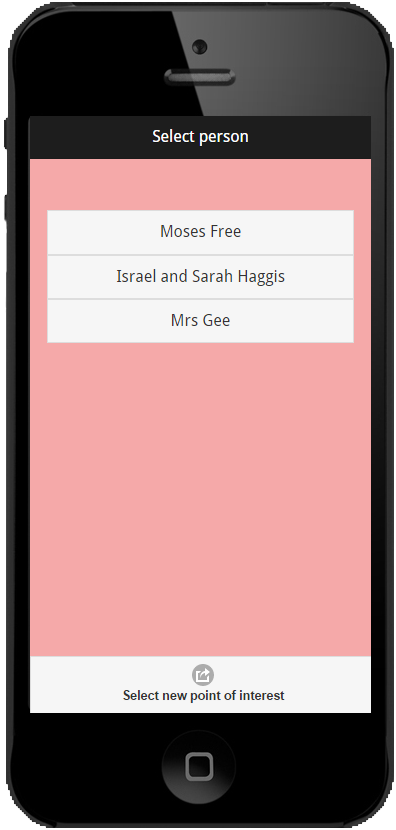 Select person
Moses Free
Israel and Sarah Haggis
Mrs Gee
Select new point of interest